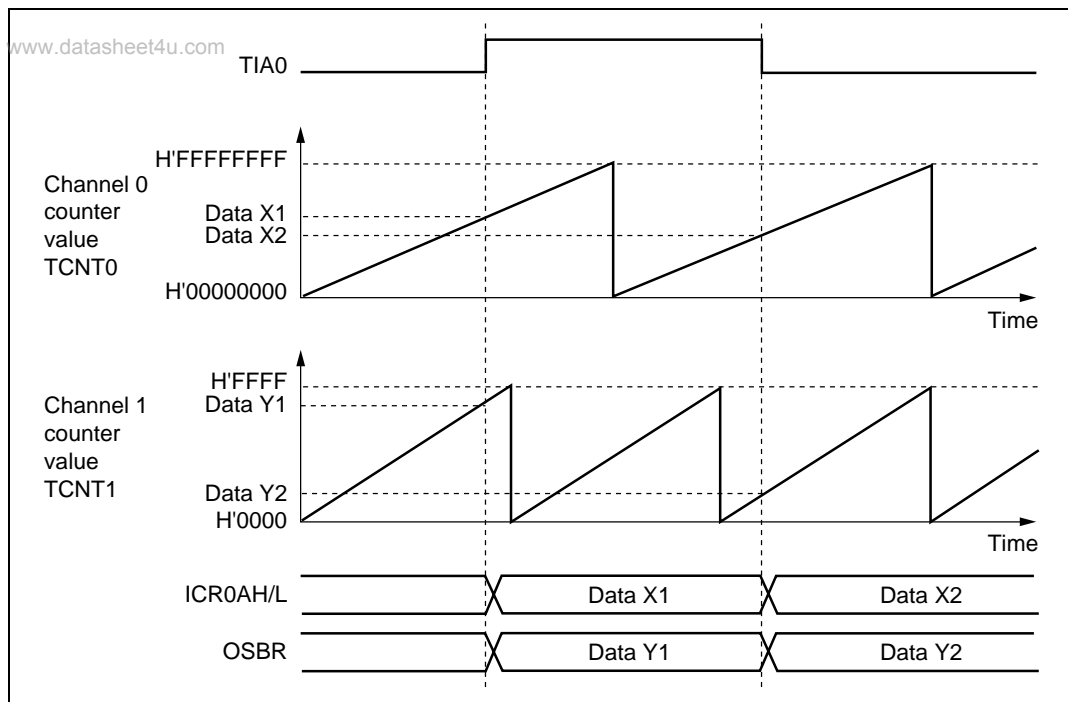 www.datasheet4u.com
TIA0
H'FFFFFFFF
Channel 0
counter
value
TCNT0
Data X1
Data X2
H'00000000
Time
H'FFFF
Channel 1
counter
value
TCNT1
Data Y1
Data Y2
H'0000
Time
ICR0AH/L
Data X1
Data X2
OSBR
Data Y1
Data Y2